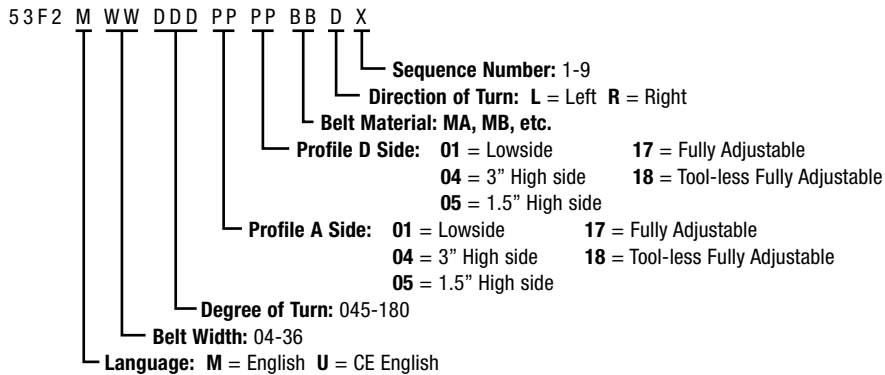 53F2 M WW DDD PP PP BB D X
Sequence Number: 1-9
Direction of Turn: L = Left R = Right
Belt Material: MA, MB, etc.
Profile D Side: 01 = Lowside 17 = Fully Adjustable
04 = 3” High side 18 = Tool-less Fully Adjustable
05 = 1.5” High side
Profile A Side: 01 = Lowside 17 = Fully Adjustable
04 = 3” High side 18 = Tool-less Fully Adjustable
05 = 1.5” High side
Degree of Turn: 045-180
Belt Width: 04-36
Language: M = English U = CE English